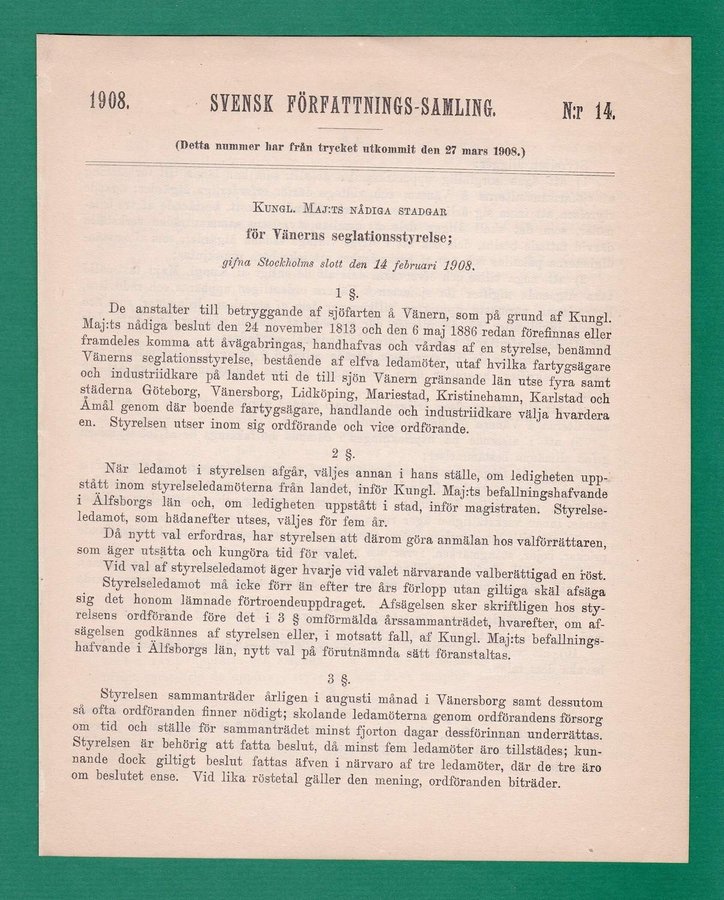 1908. SVENSK FÖRFATTNINGS-SAMLING. N:r 14.
(Detta nummer har från trycket utkommit den 27 mars 1908.)
KUNGL. MAJ:TS NÅDIGA STADGAR
för Vänerns seglationsstyrelse;
gifna Stockholms slott den 14 februari 1908.
1 §.
De anstalter till betryggande af sjöfarten å Vänern, som på grund af Kungl.
Maj:ts nådiga beslut den 24 november 1813 och den 6 maj 1886 redan förefinnas eller
framdeles komma att åvägabringas, handhafvas och vårdas af en styrelse, benämnd
Vänerns seglationsstyrelse, bestående af elfva ledamöter, utaf hvilka fartygsägare
och industriidkare på landet uti de till sjön Vänern gränsande län utse fyra samt
städerna Göteborg, Vänersborg, Lidköping, Mariestad, Kristinehamn, Karlstad och
Åmål genom där boende fartygsägare, handlande och industriidkare välja hvardera
en. Styrelsen utser inom sig ordförande och vice ordförande.
2 §.
När ledamot i styrelsen afgår, väljes annan i hans ställe, om ledigheten upp-
stått inom styrelseledamöterna från landet, inför Kungl. Maj:ts befallningshafvande
i Älfsborgs län och, om ledigheten uppstått i stad, inför magistraten. Styrelse-
ledamot, som hädanefter utses, väljes för fem år.
Då nytt val erfordras, har styrelsen att därom göra anmälan hos valförrättaren,
som äger utsätta och kungöra tid för valet.
Vid val af styrelseledamot äger hvarje vid valet närvarande valberättigad en röst.
Styrelseledamot må icke förr än efter tre års förlopp utan giltiga skäl afsäga
sig det honom lämnade förtroendeuppdraget. Afsägelsen sker skriftligen hos sty-
relsens ordförande före det i 3 § omförmälda årssammanträdet, hvarefter, om af-
sägelsen godkännes af styrelsen eller, i motsatt fall, af Kungl. Maj:ts befallnings-
hafvande i Älfsborgs län, nytt val på förutnämnda sätt föranstaltas.
3 §.
Styrelsen sammanträder årligen i augusti månad i Vänersborg samt dessutom
så ofta ordföranden finner nödigt; skolande ledamöterna genom ordförandens försorg
om tid och ställe för sammanträdet minst fjorton dagar dessförinnan underrättas.
Styrelsen är behörig att fatta beslut, då minst fem ledamöter äro tillstädes; kun-
nande dock giltigt beslut fattas äfven i närvaro af tre ledamöter, där de tre äro
om beslutet ense. Vid lika röstetal gäller den mening, ordföranden biträder.